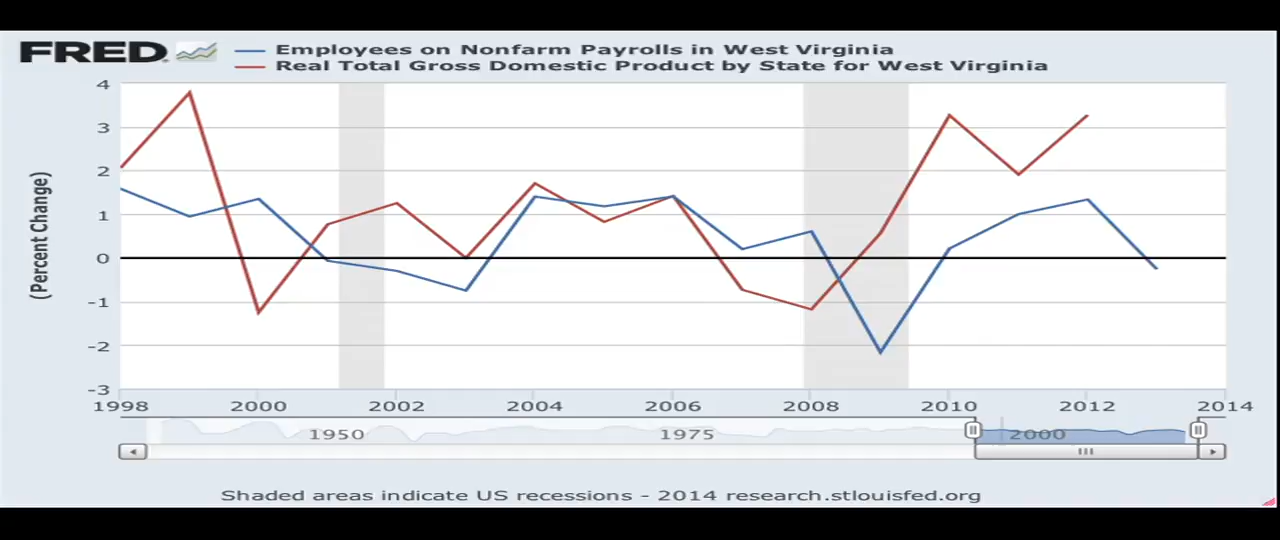 FRED
Employees on Nonfarm Payrolls in West Virginia
Real Total Gross Domestic Product by State for West Virginia
(Percent Change)
4
3
2
1
0
-1
-2
-3
1998 2000 2002 2004 2006 2008 2010 2012 2014
1950 1975 2000
Shaded areas indicate US recessions - 2014 research.stlouisfed.org